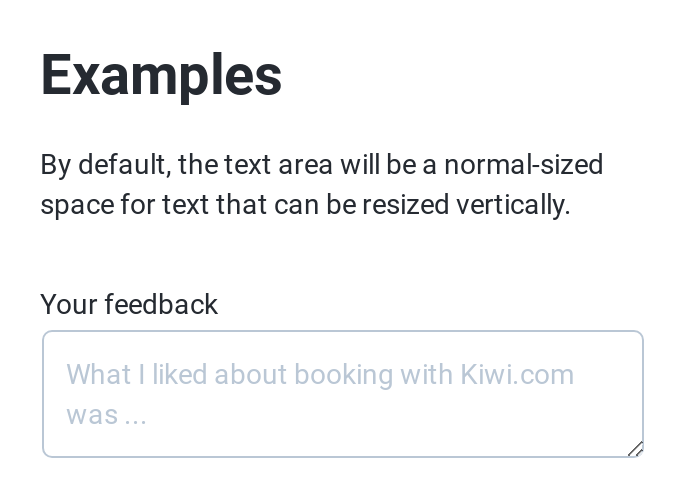 Examples
By default, the text area will be a normal-sized
space for text that can be resized vertically.
Your feedback
What I liked about booking with Kiwi.com
was ...